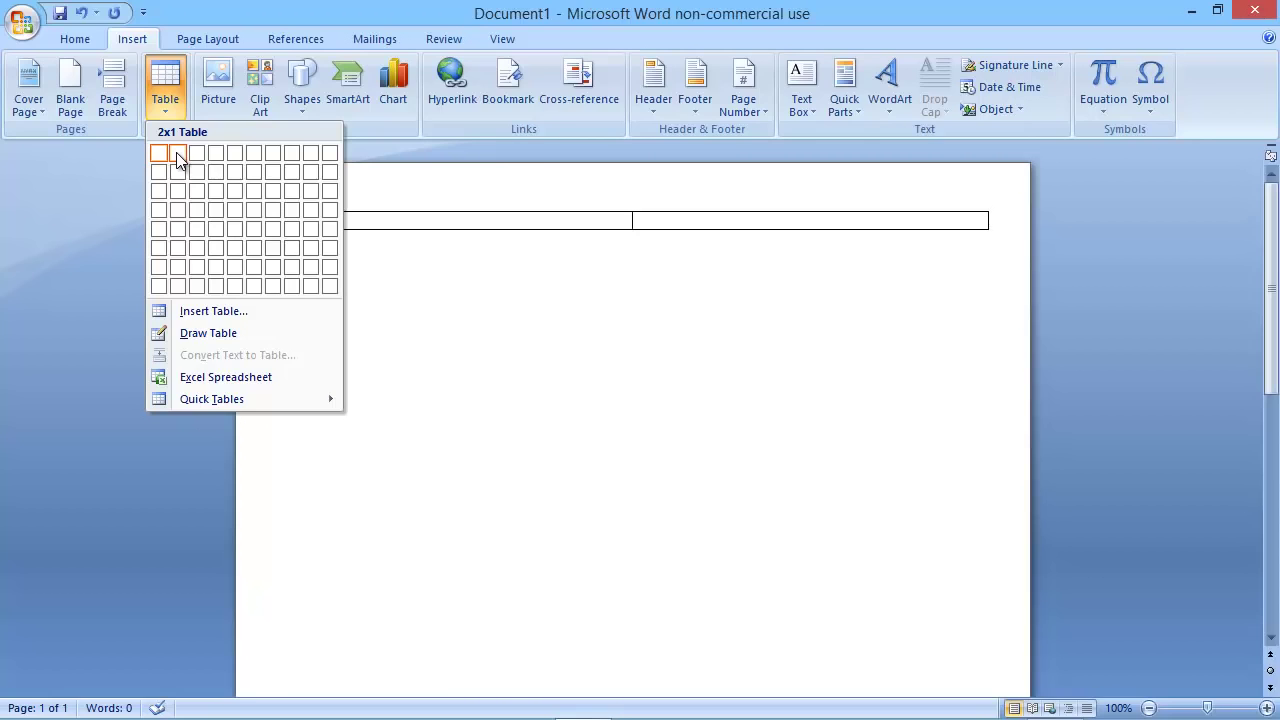 Document1 - Microsoft Word non-commercial use
Home Insert Page Layout References Mailings Review View
Cover Page
Blank Page
Page Break
Pages
Table
Picture
Clip Art
Shapes
SmartArt
Chart
Hyperlink
Bookmark
Cross-reference
Links
Header
Footer
Page Number
Header & Footer
Text Box
Quick Parts
WordArt
Drop Cap
Signature Line
Date & Time
Object
Text
Equation
Symbol
Symbols
2x1 Table
Insert Table...
Draw Table
Convert Text to Table...
Excel Spreadsheet
Quick Tables
Page: 1 of 1 Words: 0 100%